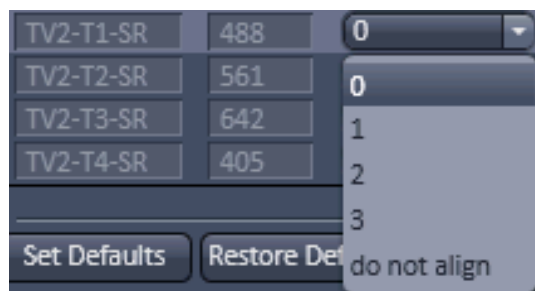 TV2-T1-SR 488 0
TV2-T2-SR 561 0
TV2-T3-SR 642 1
TV2-T4-SR 405 2
3
Set Defaults Restore Def do not align